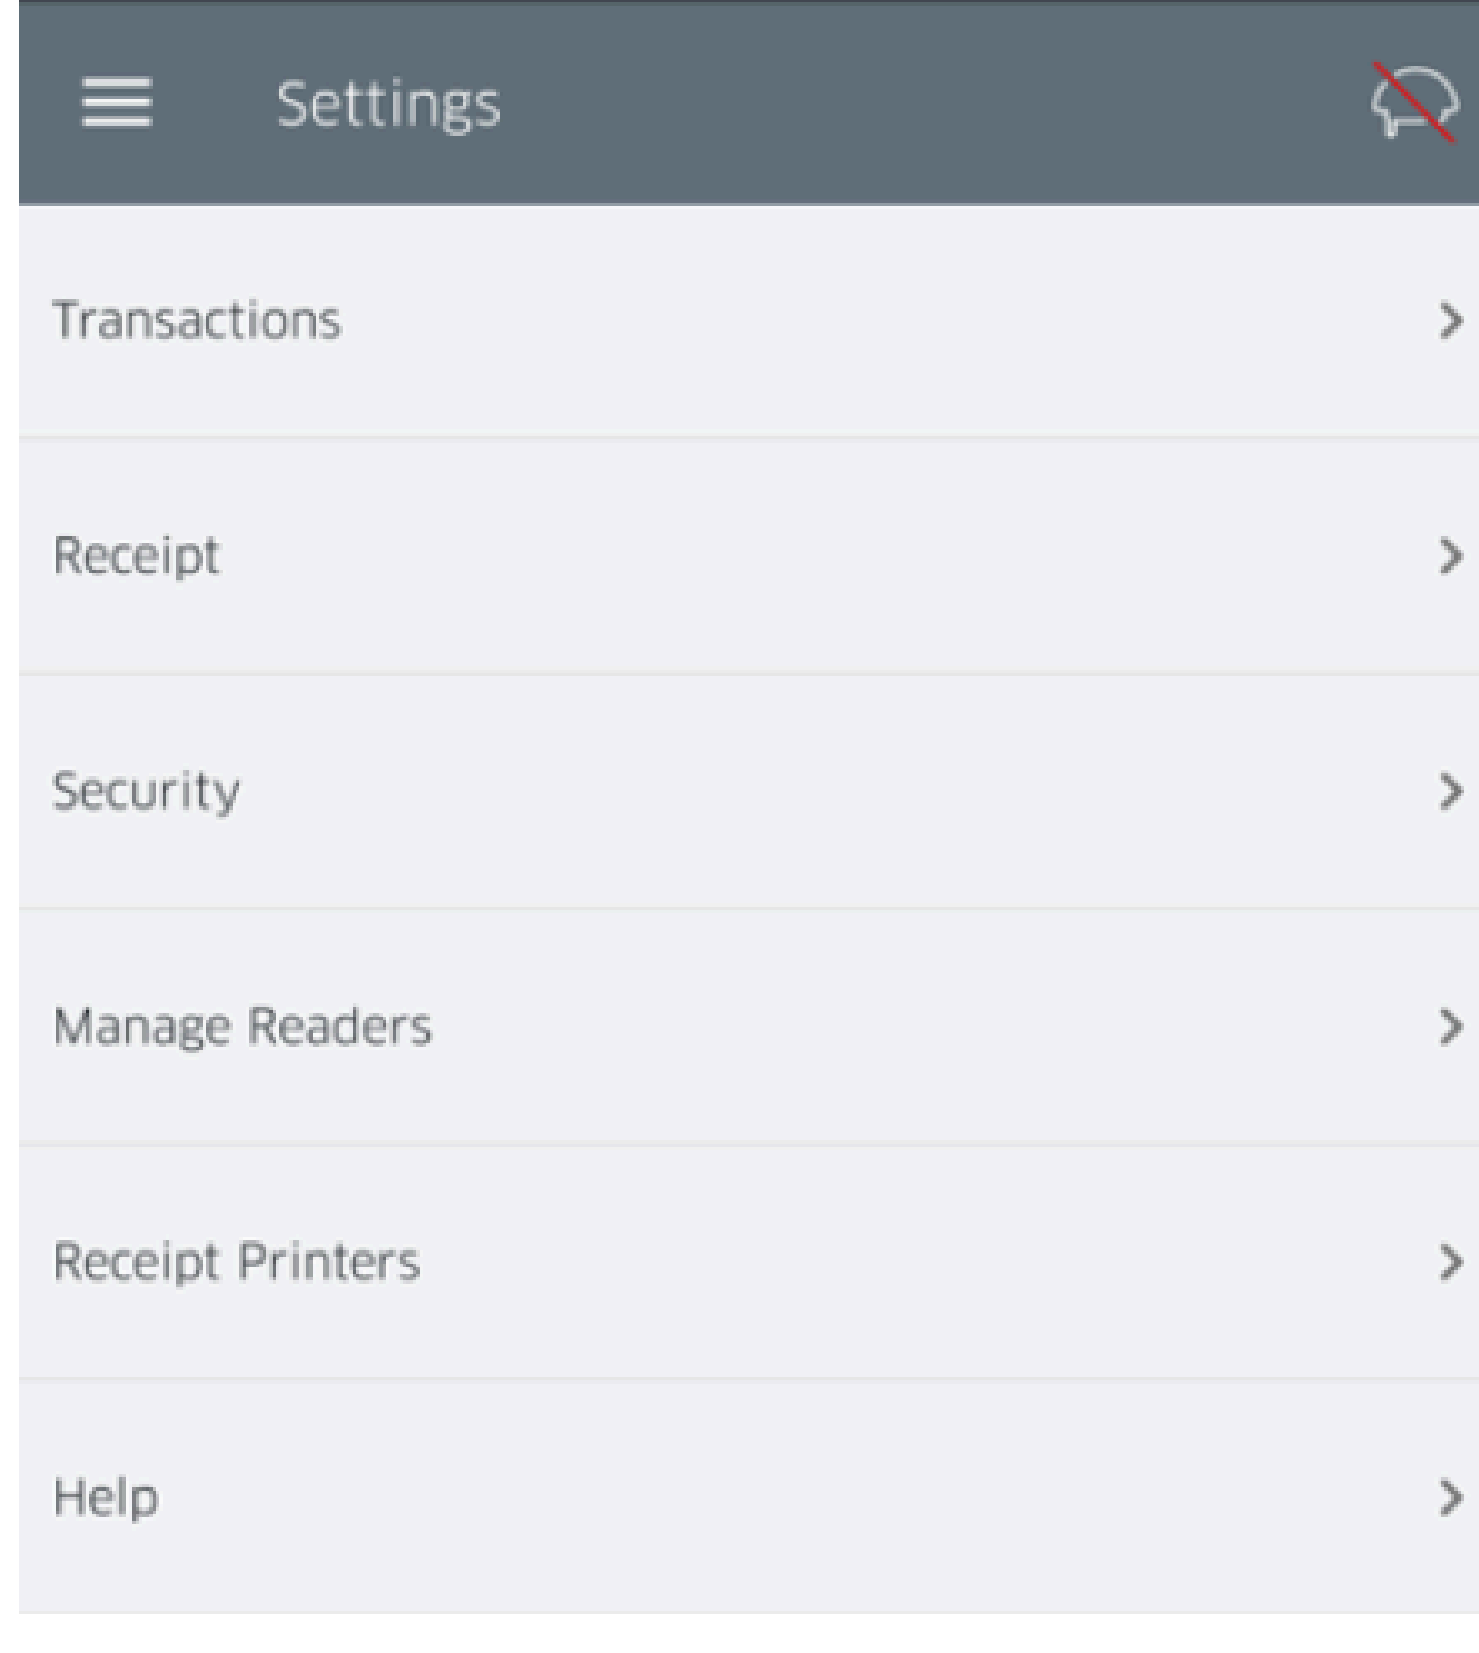 Settings
Transactions
Receipt
Security
Manage Readers
Receipt Printers
Help